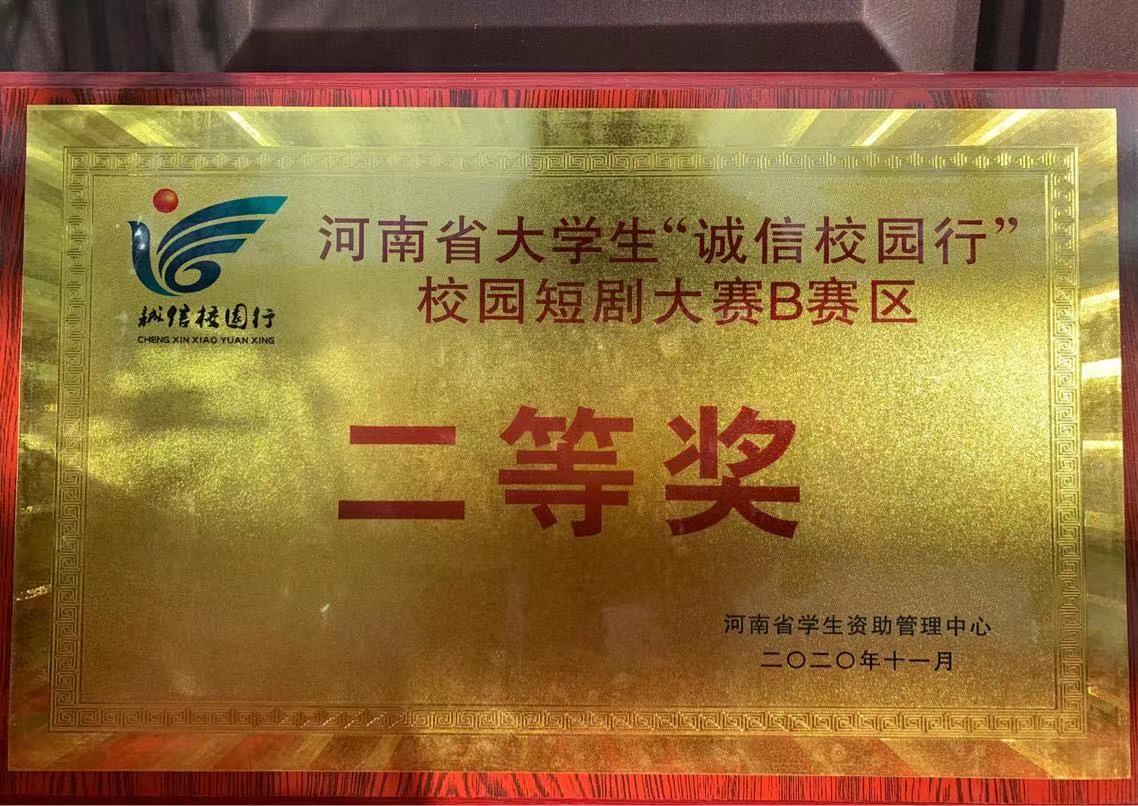 河南省大学生“诚信校园行”
校园短剧大赛B赛区
誠信校園行
CHENG XIN XIAO YUAN XING
二等奖
河南省学生资助管理中心
二〇二〇年十一月